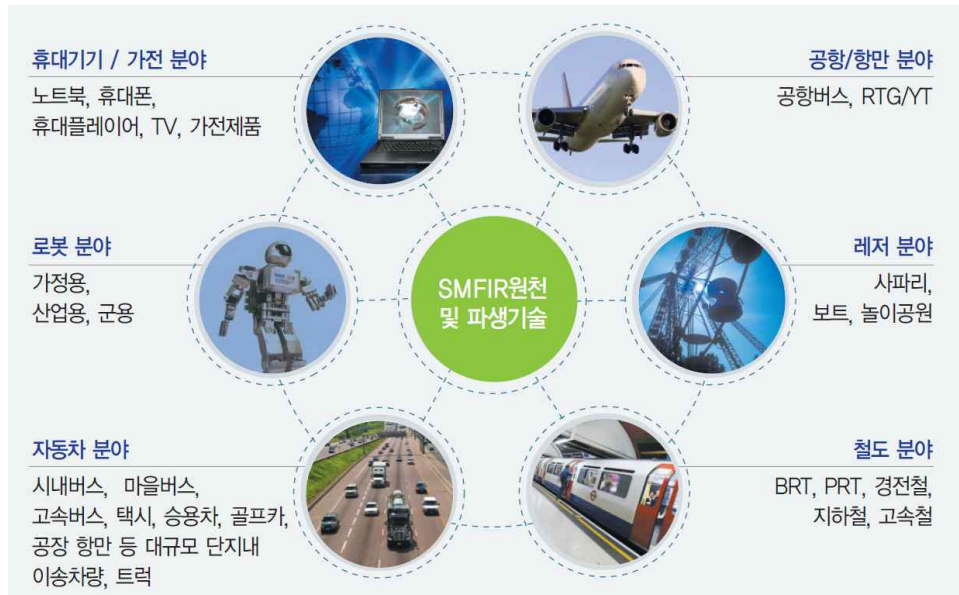 휴대기기 / 가전 분야
노트북, 휴대폰,
휴대플레이어, TV, 가전제품
공항/항만 분야
공항버스, RTG/YT
로봇 분야
가정용,
산업용, 군용
SMFIR원천
및 파생기술
레저 분야
사파리,
보트, 놀이공원
자동차 분야
시내버스, 마을버스,
고속버스, 택시, 승용차, 골프카,
공장 항만 등 대규모 단지내
이송차량, 트럭
철도 분야
BRT, PRT, 경전철,
지하철, 고속철